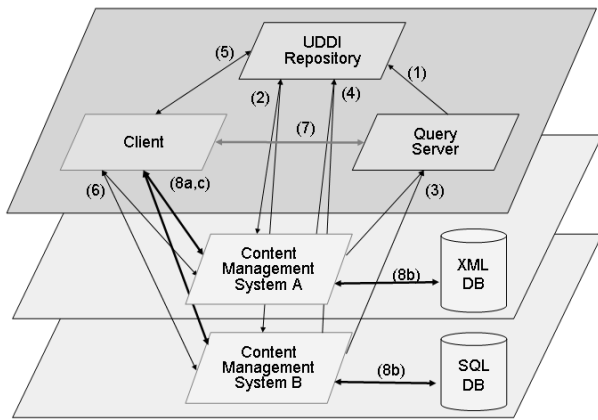 UDDI
Repository
(5)
(1)
(2)
(4)
Client
(7)
Query
Server
(6)
(8a,c)
(3)
Content
Management
System A
(8b)
XML
DB
Content
Management
System B
(8b)
SQL
DB